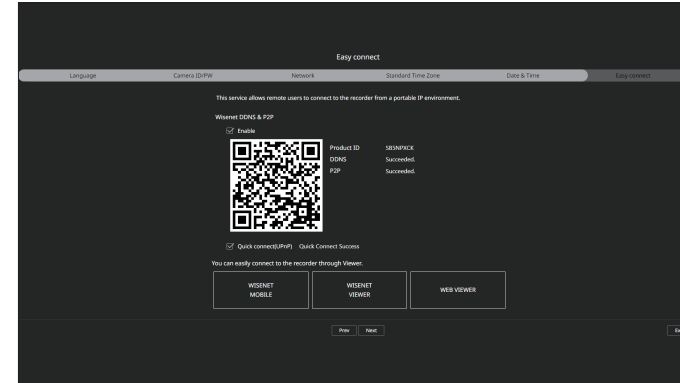 Easy connect
Language Camera ID/PW Network Standard Time Zone Date & Time Easy connect
This service allows remote users to connect to the recorder from a portable IP environment.
Wisenet DDNS & P2P
Enable
Product ID SB5NPXCK
DDNS Succeeded.
P2P Succeeded.
Quick connect(UPnP) Quick Connect Success
You can easily connect to the recorder through Viewer.
WISENET MOBILE
WISENET VIEWER
WEB VIEWER
Prev Next